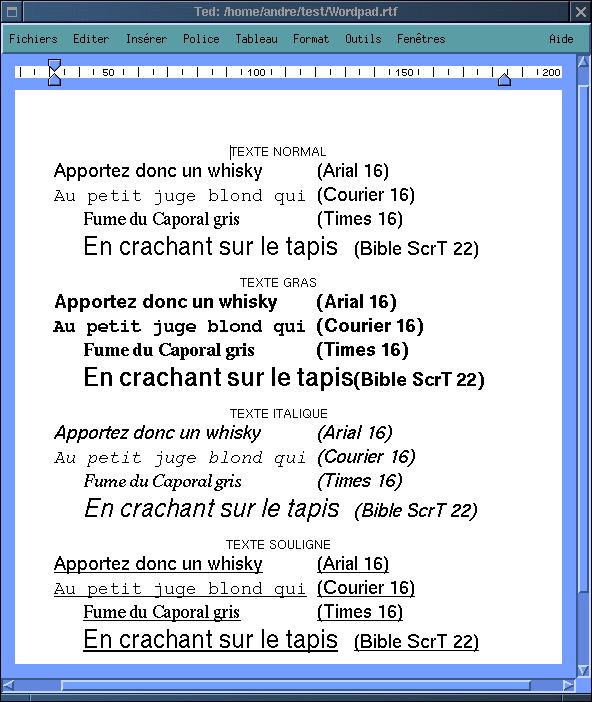 Ted: /home/andre/test/Wordpad.rtf
Fichiers Editer Insérer Police Tableau Format Outils Fenêtres Aide
50 100 150 200
TEXTE NORMAL
Apportez donc un whisky (Arial 16)
Au petit juge blond qui (Courier 16)
Fume du Caporal gris (Times 16)
En crachant sur le tapis (Bible ScrT 22)
TEXTE GRAS
Apportez donc un whisky (Arial 16)
Au petit juge blond qui (Courier 16)
Fume du Caporal gris (Times 16)
En crachant sur le tapis(Bible ScrT 22)
TEXTE ITALIQUE
Apportez donc un whisky (Arial 16)
Au petit juge blond qui (Courier 16)
Fume du Caporal gris (Times 16)
En crachant sur le tapis (Bible ScrT 22)
TEXTE SOULIGNE
Apportez donc un whisky (Arial 16)
Au petit juge blond qui (Courier 16)
Fume du Caporal gris (Times 16)
En crachant sur le tapis (Bible ScrT 22)